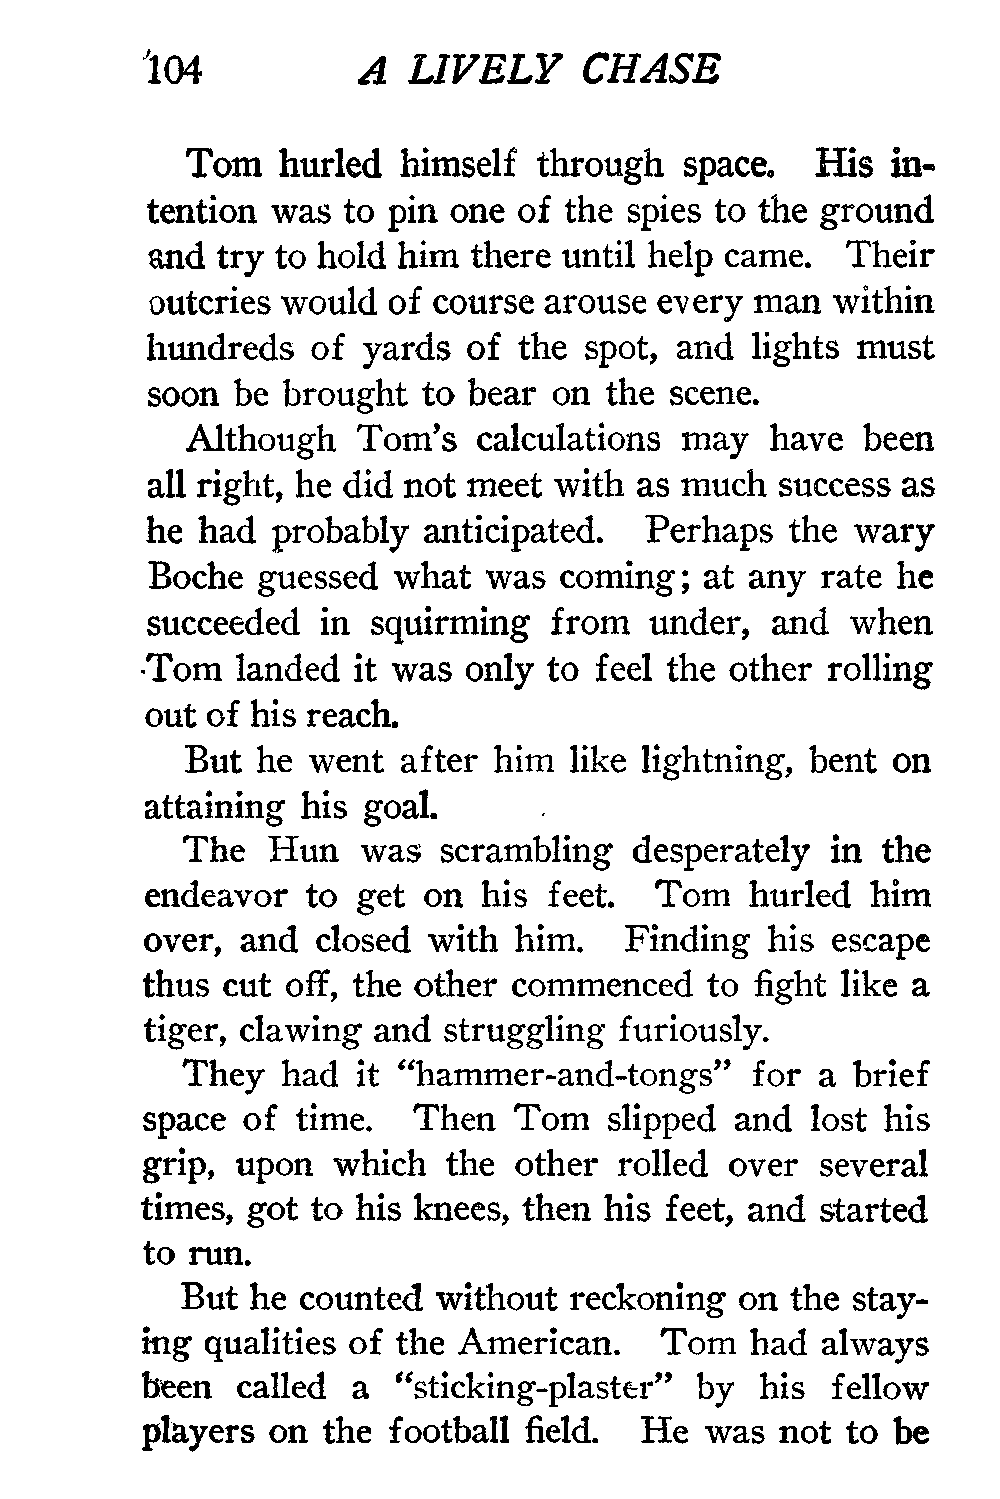 104 A LIVELY CHASE
Tom hurled himself through space. His in-
tention was to pin one of the spies to the ground
and try to hold him there until help came. Their
outcries would of course arouse every man within
hundreds of yards of the spot, and lights must
soon be brought to bear on the scene.
Although Tom's calculations may have been
all right, he did not meet with as much success as
he had probably anticipated. Perhaps the wary
Boche guessed what was coming; at any rate he
succeeded in squirming from under, and when
Tom landed it was only to feel the other rolling
out of his reach.
But he went after him like lightning, bent on
attaining his goal.
The Hun was scrambling desperately in the
endeavor to get on his feet. Tom hurled him
over, and closed with him. Finding his escape
thus cut off, the other commenced to fight like a
tiger, clawing and struggling furiously.
They had it "hammer-and-tongs" for a brief
space of time. Then Tom slipped and lost his
grip, upon which the other rolled over several
times, got to his knees, then his feet, and started
to run.
But he counted without reckoning on the stay-
ing qualities of the American. Tom had always
been called a "sticking-plaster" by his fellow
players on the football field. He was not to be